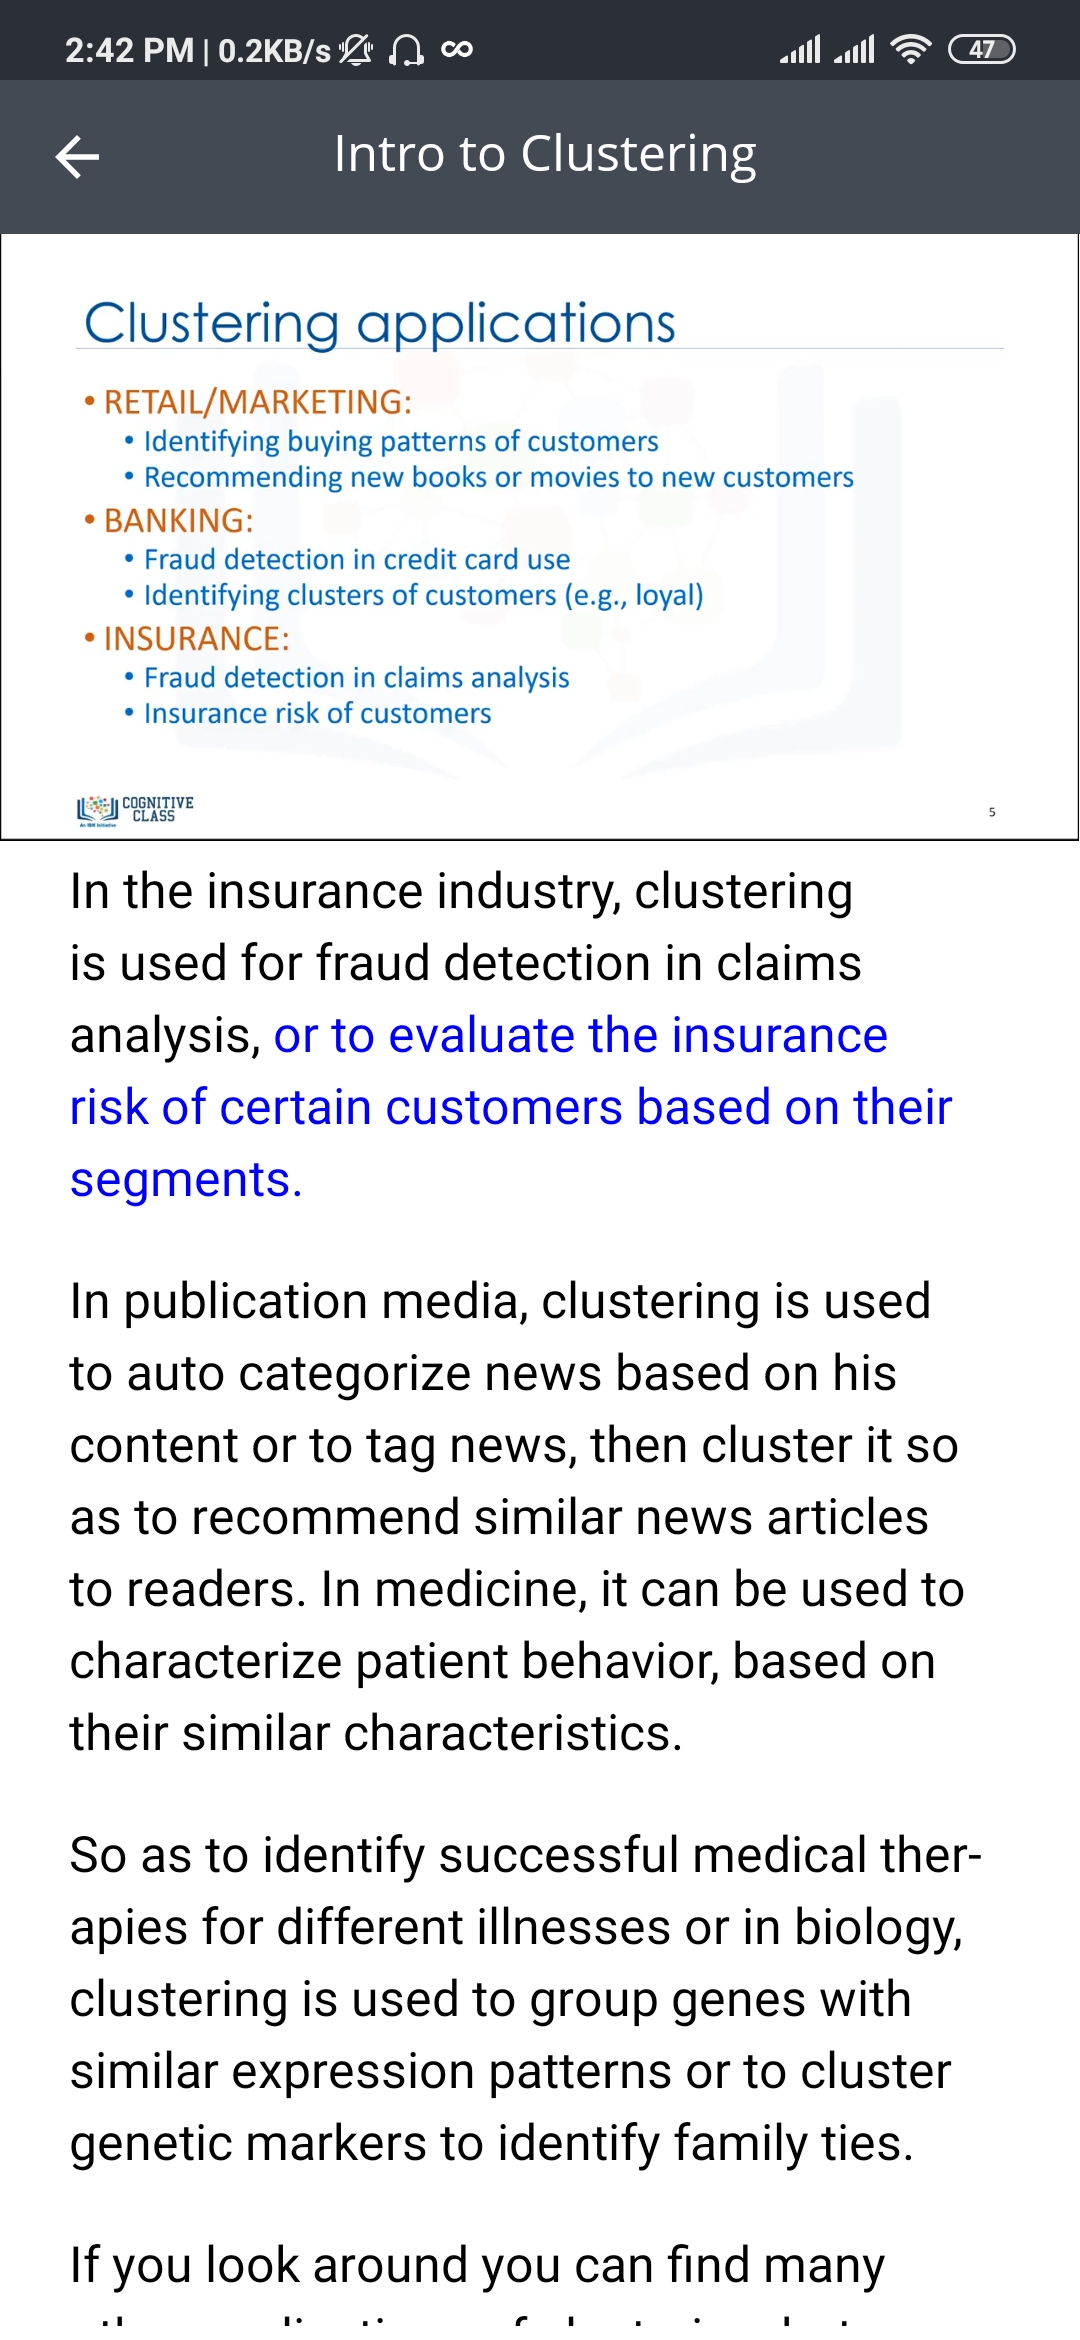 2:42 PM | 0.2KB/s
47
Intro to Clustering
Clustering applications
• RETAIL/MARKETING:
• Identifying buying patterns of customers
• Recommending new books or movies to new customers
• BANKING:
• Fraud detection in credit card use
• Identifying clusters of customers (e.g., loyal)
• INSURANCE:
• Fraud detection in claims analysis
• Insurance risk of customers
COGNITIVE
CLASS
An IBM Initiative
5
In the insurance industry, clustering
is used for fraud detection in claims
analysis, or to evaluate the insurance
risk of certain customers based on their
segments.
In publication media, clustering is used
to auto categorize news based on his
content or to tag news, then cluster it so
as to recommend similar news articles
to readers. In medicine, it can be used to
characterize patient behavior, based on
their similar characteristics.
So as to identify successful medical ther-
apies for different illnesses or in biology,
clustering is used to group genes with
similar expression patterns or to cluster
genetic markers to identify family ties.
If you look around you can find many